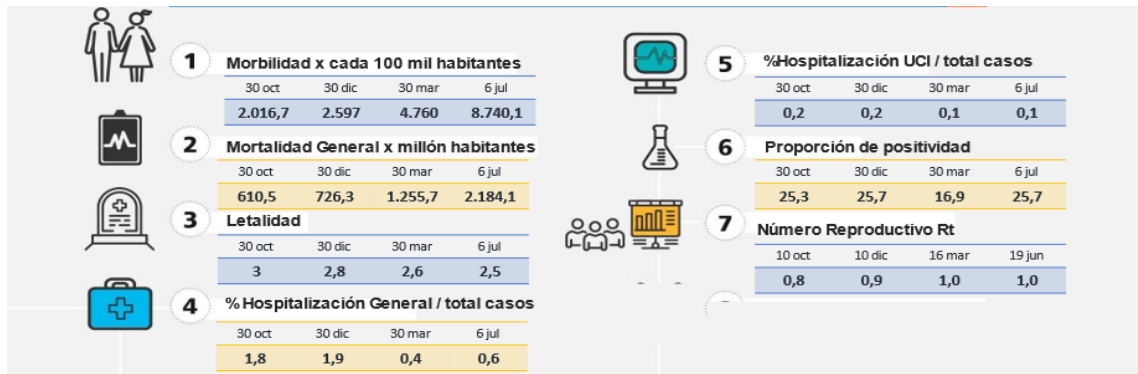 1
Morbilidad x cada 100 mil habitantes
30 oct 30 dic 30 mar 6 jul
2.016,7 2.597 4.760 8.740,1
2
Mortalidad General x millón habitantes
30 oct 30 dic 30 mar 6 jul
610,5 726,3 1.255,7 2.184,1
3
Letalidad
30 oct 30 dic 30 mar 6 jul
3 2,8 2,6 2,5
4
% Hospitalización General / total casos
30 oct 30 dic 30 mar 6 jul
1,8 1,9 0,4 0,6
5
%Hospitalización UCI / total casos
30 oct 30 dic 30 mar 6 jul
0,2 0,2 0,1 0,1
6
Proporción de positividad
30 oct 30 dic 30 mar 6 jul
25,3 25,7 16,9 25,7
7
Número Reproductivo Rt
10 oct 10 dic 16 mar 19 jun
0,8 0,9 1,0 1,0